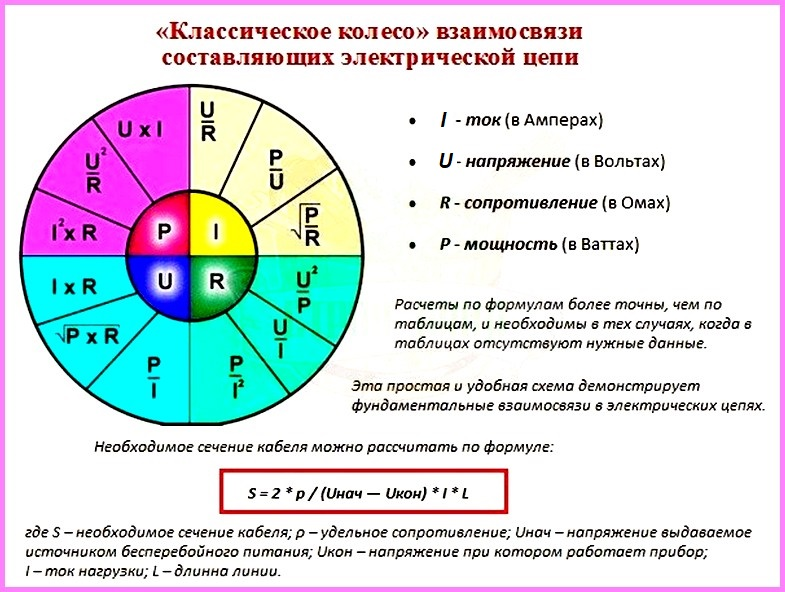 «Классическое колесо» взаимосвязи
составляющих электрической цепи
U x I
U²
R
I² x R
U
R
P
U
√P
R
P
I
U
R
I x R
√P x R
P
I
P
I²
U
I
U²
P
• I - ток (в Амперах)
• U - напряжение (в Вольтах)
• R - сопротивление (в Омах)
• P - мощность (в Ваттах)
Расчеты по формулам более точны, чем по
таблицам, и необходимы в тех случаях, когда в
таблицах отсутствуют нужные данные.
Эта простая и удобная схема демонстрирует
фундаментальные взаимосвязи в электрических цепях.
Необходимое сечение кабеля можно рассчитать по формуле:
S = 2 * p / (Uнач — Uкон) * I * L
где S – необходимое сечение кабеля; p – удельное сопротивление; Uнач – напряжение выдаваемое
источником бесперебойного питания; Uкон – напряжение при котором работает прибор;
I – ток нагрузки; L – длинна линии.